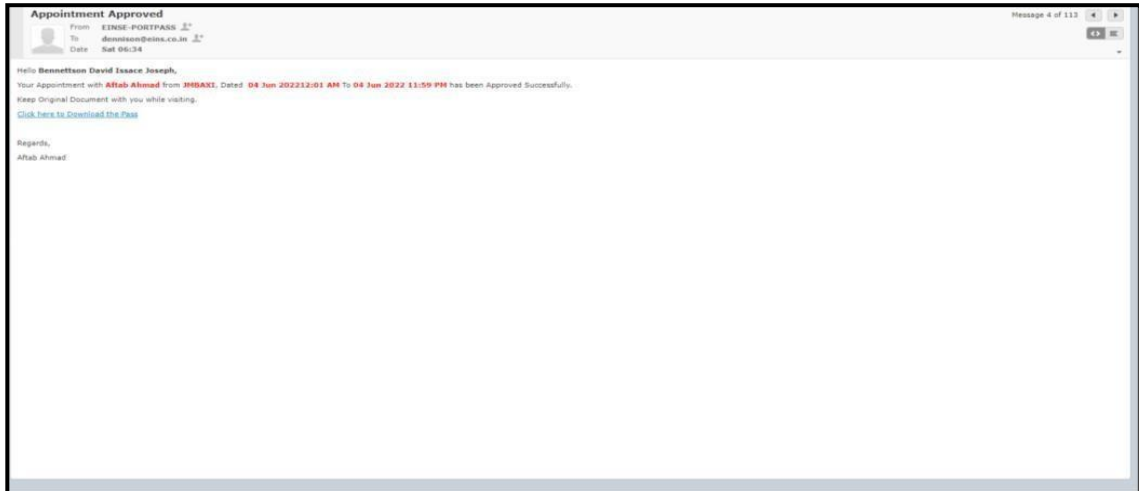 Appointment Approved
Message 4 of 113
From EINSE-PORTPASS
To dennison@eins.co.in
Date Sat 06:34
Hello Bennettson David Issace Joseph,
Your Appointment with Aftab Ahmad from JMBAXI, Dated 04 Jun 202212:01 AM To 04 Jun 2022 11:59 PM has been Approved Successfully.
Keep Original Document with you while visiting.
Click here to Download the Pass
Regards,
Aftab Ahmad